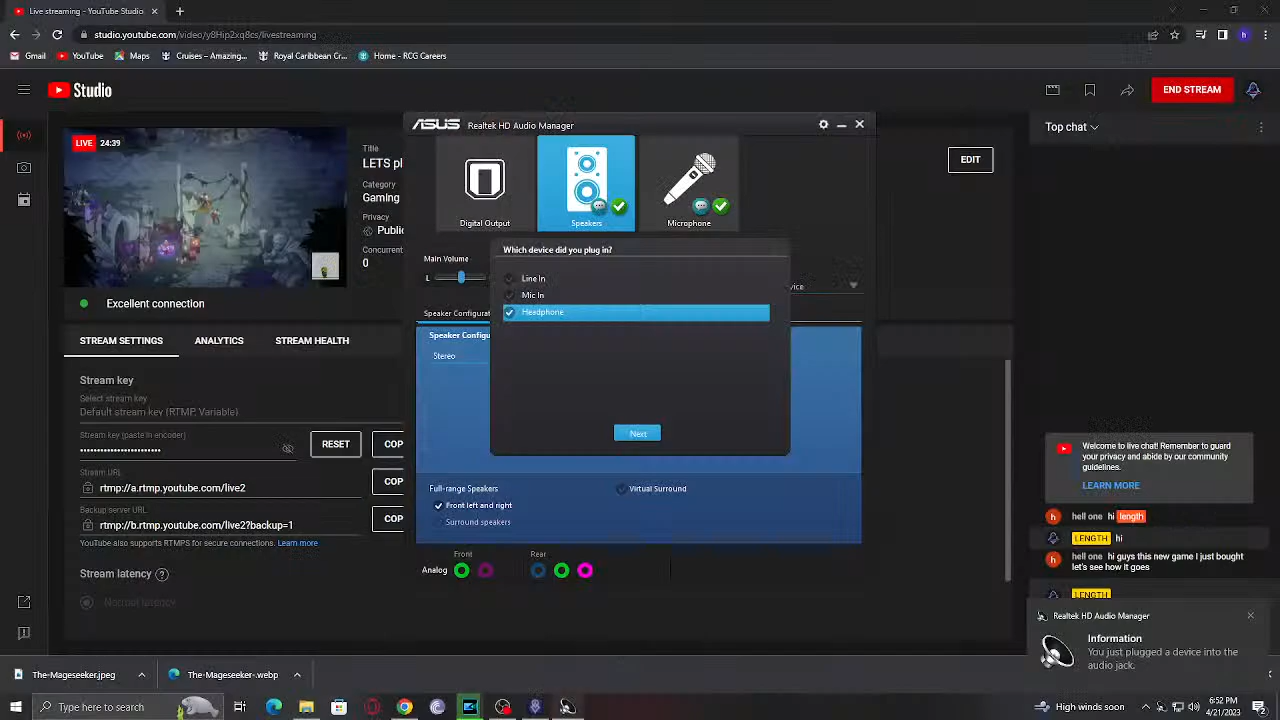 Live streaming - YouTube Studio
studio.youtube.com/video/y8Hip2xq8cs/livestreaming
Gmail
YouTube
Maps
Cruises – Amazing...
Royal Caribbean Cr...
Home - RCG Careers
Studio
END STREAM
LIVE 24:39
Title
LETS pl
Category
Gaming
Privacy
Public
Concurrent
0
Excellent connection
EDIT
Top chat
STREAM SETTINGS
ANALYTICS
STREAM HEALTH
Stream key
Select stream key
Default stream key (RTMP, Variable)
Stream key (paste in encoder)
RESET
COP
Stream URL
rtmp://a.rtmp.youtube.com/live2
COP
Backup server URL
rtmp://b.rtmp.youtube.com/live2?backup=1
COP
YouTube also supports RTMPS for secure connections. Learn more
Stream latency
Normal latency
ASUS Realtek HD Audio Manager
Digital Output
Speakers
Microphone
Main Volume
L
vice
Speaker Configurat
Speaker Configu
Stereo
Which device did you plug in?
Line In
Mic In
Headphone
Next
Full-range Speakers
Front left and right
Surround speakers
Virtual Surround
Front
Rear
Analog
Welcome to live chat! Remember to guard
your privacy and abide by our community
guidelines.
LEARN MORE
h hell one hi length
LENGTH hi
h hell one hi guys this new game I just bought
let's see how it goes
LENGTH
Realtek HD Audio Manager
Information
You just plugged a device into the
audio jack.
The-Mageseeker.jpeg
The-Mageseeker.webp
Type here to search
High winds soon
6:52 PM
4/21/2023